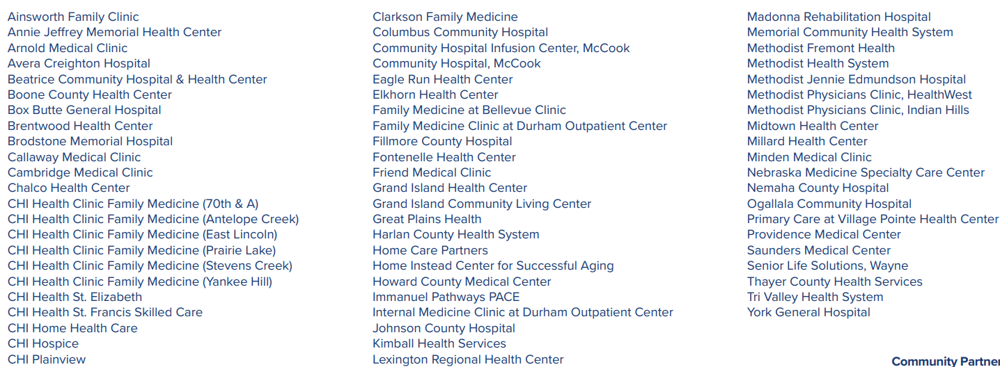 Ainsworth Family Clinic
Annie Jeffrey Memorial Health Center
Arnold Medical Clinic
Avera Creighton Hospital
Beatrice Community Hospital & Health Center
Boone County Health Center
Box Butte General Hospital
Brentwood Health Center
Brodstone Memorial Hospital
Callaway Medical Clinic
Cambridge Medical Clinic
Chalco Health Center
CHI Health Clinic Family Medicine (70th & A)
CHI Health Clinic Family Medicine (Antelope Creek)
CHI Health Clinic Family Medicine (East Lincoln)
CHI Health Clinic Family Medicine (Prairie Lake)
CHI Health Clinic Family Medicine (Stevens Creek)
CHI Health Clinic Family Medicine (Yankee Hill)
CHI Health St. Elizabeth
CHI Health St. Francis Skilled Care
CHI Home Health Care
CHI Hospice
CHI Plainview
Clarkson Family Medicine
Columbus Community Hospital
Community Hospital Infusion Center, McCook
Community Hospital, McCook
Eagle Run Health Center
Elkhorn Health Center
Family Medicine at Bellevue Clinic
Family Medicine Clinic at Durham Outpatient Center
Fillmore County Hospital
Fontenelle Health Center
Friend Medical Clinic
Grand Island Health Center
Grand Island Community Living Center
Great Plains Health
Harlan County Health System
Home Care Partners
Home Instead Center for Successful Aging
Howard County Medical Center
Immanuel Pathways PACE
Internal Medicine Clinic at Durham Outpatient Center
Johnson County Hospital
Kimball Health Services
Lexington Regional Health Center
Madonna Rehabilitation Hospital
Memorial Community Health System
Methodist Fremont Health
Methodist Health System
Methodist Jennie Edmundson Hospital
Methodist Physicians Clinic, HealthWest
Methodist Physicians Clinic, Indian Hills
Midtown Health Center
Millard Health Center
Minden Medical Clinic
Nebraska Medicine Specialty Care Center
Nemaha County Hospital
Ogallala Community Hospital
Primary Care at Village Pointe Health Center
Providence Medical Center
Saunders Medical Center
Senior Life Solutions, Wayne
Thayer County Health Services
Tri Valley Health System
York General Hospital
Community Partner